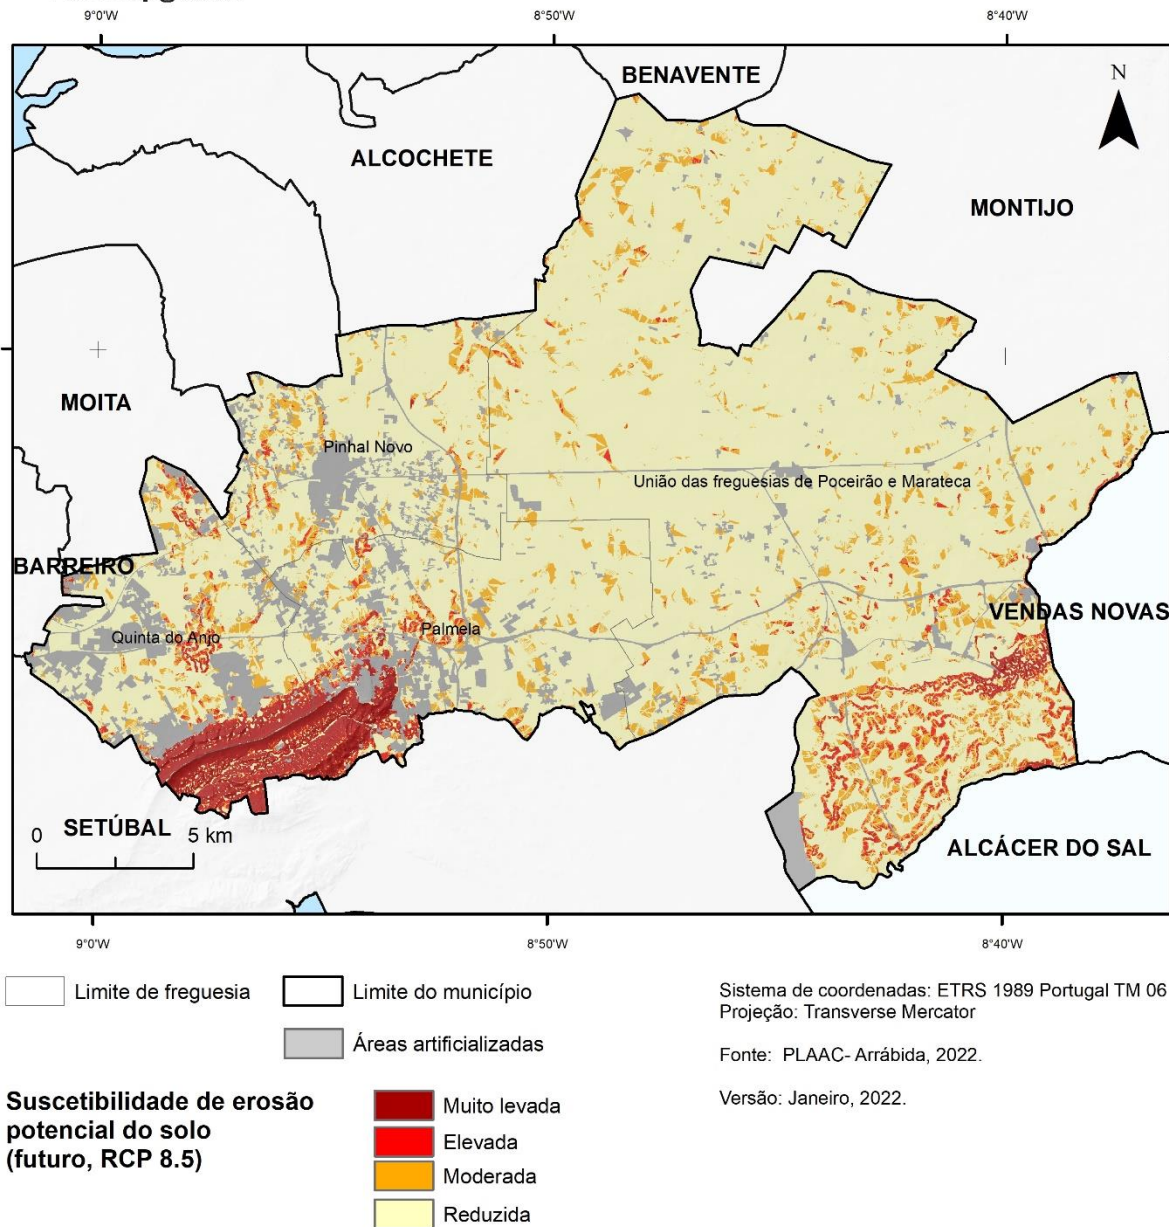 9°0'W
8°50'W
8°40'W
BENAVENTE
N
ALCOCHETE
MONTIJO
MOITA
Pinhal Novo
União das freguesias de Poceirão e Marateca
BARREIRO
VENDAS NOVAS
Quinta do Anjo
Palmela
0 SETÚBAL 5 km
ALCÁCER DO SAL
9°0'W
8°50'W
8°40'W
Limite de freguesia
Limite do município
Áreas artificializadas
Sistema de coordenadas: ETRS 1989 Portugal TM 06
Projeção: Transverse Mercator
Fonte: PLAAC- Arrábida, 2022.
Versão: Janeiro, 2022.
Suscetibilidade de erosão
potencial do solo
(futuro, RCP 8.5)
Muito levada
Elevada
Moderada
Reduzida